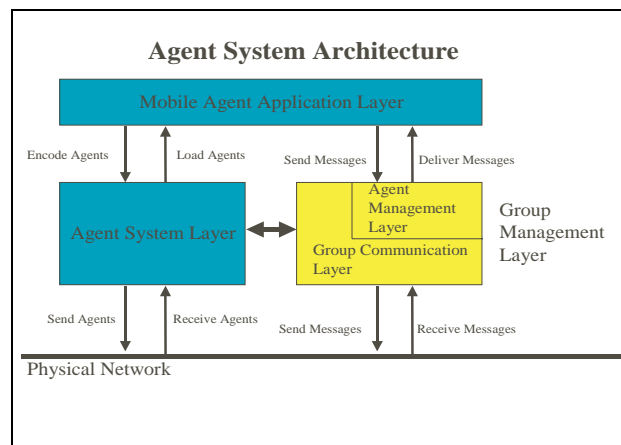 Agent System Architecture
Mobile Agent Application Layer
Encode Agents
Load Agents
Send Messages
Deliver Messages
Agent System Layer
Agent
Management
Layer
Group Communication
Layer
Group
Management
Layer
Send Agents
Receive Agents
Send Messages
Receive Messages
Physical Network